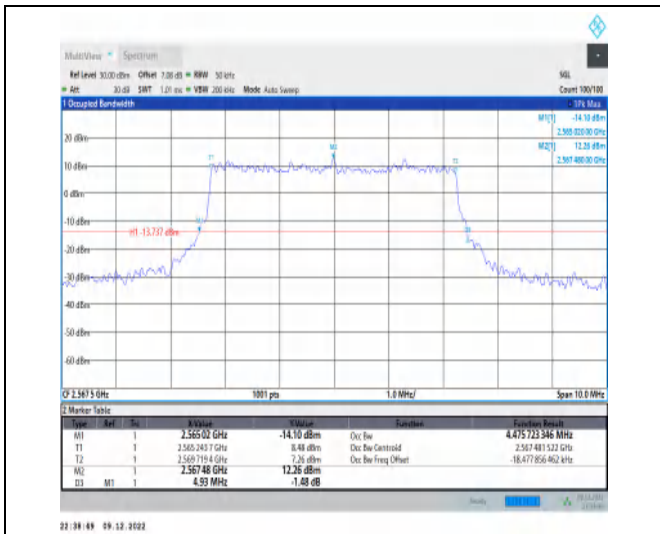 MultiView Spectrum
Ref Level 30.00 dBm Offset 7.08 dB RBW 50 kHz SGL
Att 30 dB SWT 1.01 ms VBW 200 kHz Mode Auto Sweep Count 100/100
1 Occupied Bandwidth 1Pk Max
M1[1] -14.10 dBm
2.565 020 00 GHz
M2[1] 12.26 dBm
2.567 480 00 GHz
20 dBm
M2
T1 T2
10 dBm
0 dBm
-10 dBm
H1 -13.737 dBm
-20 dBm
-30 dBm
-40 dBm
-50 dBm
-60 dBm
CF 2.567 5 GHz 1001 pts 1.0 MHz/ Span 10.0 MHz
2 Marker Table
Type Ref Trc X-Value Y-Value Function Function Result
M1 1 2.56502 GHz -14.10 dBm Occ Bw 4.475 723 346 MHz
T1 1 2.565 243 7 GHz 8.48 dBm Occ Bw Centroid 2.567 481 522 GHz
T2 1 2.569 719 4 GHz 7.26 dBm Occ Bw Freq Offset -18.477 856 462 kHz
M2 1 2.56748 GHz 12.26 dBm
D3 M1 1 4.93 MHz -1.48 dB
Ready
22:38:49 09.12.2022